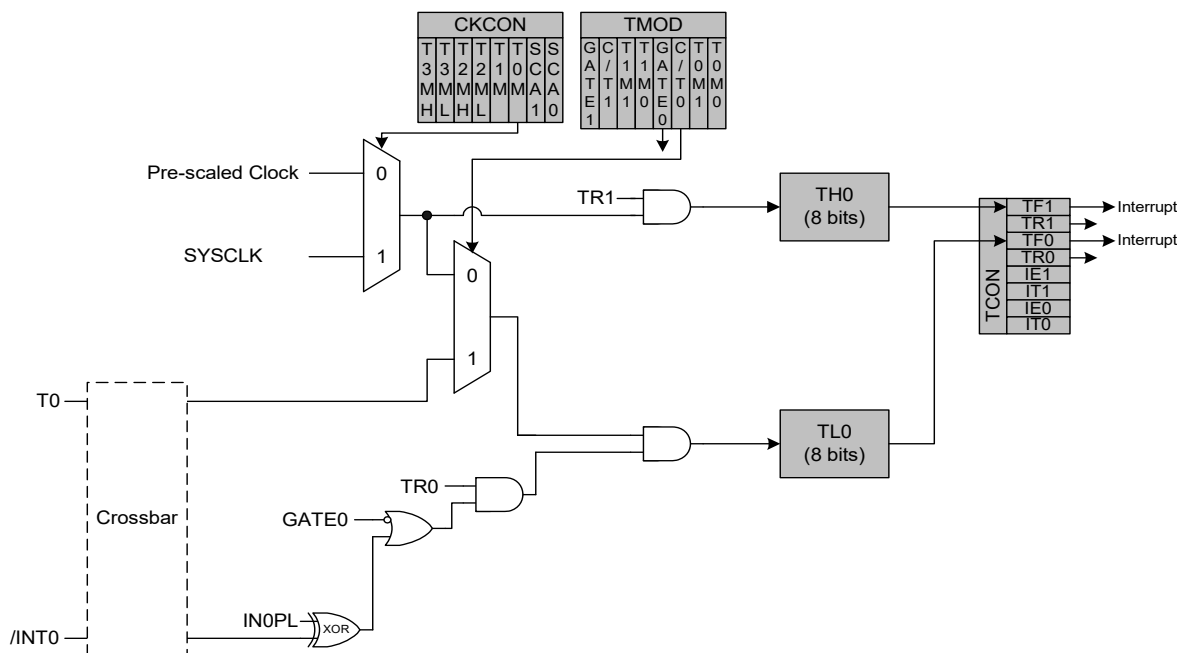 CKCON
T3MH T3ML T2MH T2ML T1M T0M SCA1 SCA0
TMOD
GATE1 C/T1 T1M1 T1M0 GATE0 C/T0 T0M1 T0M0
Pre-scaled Clock
0
SYSCLK
1
TR1
TH0
(8 bits)
TCON
TF1
TR1
TF0
TR0
IE1
IT1
IE0
IT0
Interrupt
Interrupt
0
1
T0
Crossbar
/INT0
TR0
GATE0
IN0PL
XOR
TL0
(8 bits)